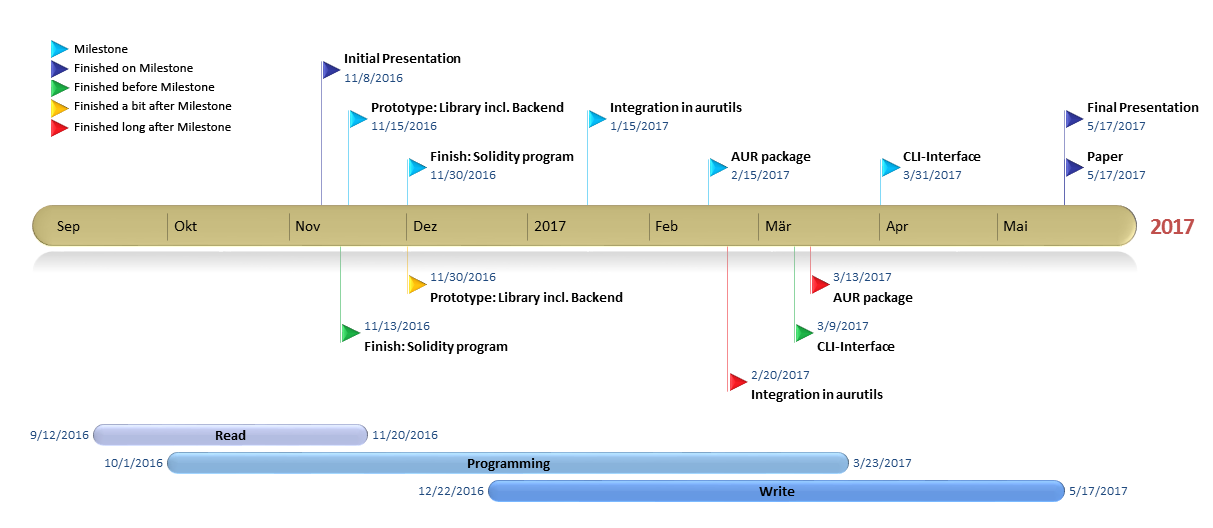 Milestone
Finished on Milestone
Finished before Milestone
Finished a bit after Milestone
Finished long after Milestone
Initial Presentation
11/8/2016
Prototype: Library incl. Backend
11/15/2016
Finish: Solidity program
11/30/2016
Integration in aurutils
1/15/2017
AUR package
2/15/2017
CLI-Interface
3/31/2017
Final Presentation
5/17/2017
Paper
5/17/2017
Sep Okt Nov Dez 2017 Feb Mär Apr Mai 2017
11/30/2016
Prototype: Library incl. Backend
11/13/2016
Finish: Solidity program
3/13/2017
AUR package
3/9/2017
CLI-Interface
2/20/2017
Integration in aurutils
9/12/2016 Read 11/20/2016
10/1/2016 Programming 3/23/2017
12/22/2016 Write 5/17/2017